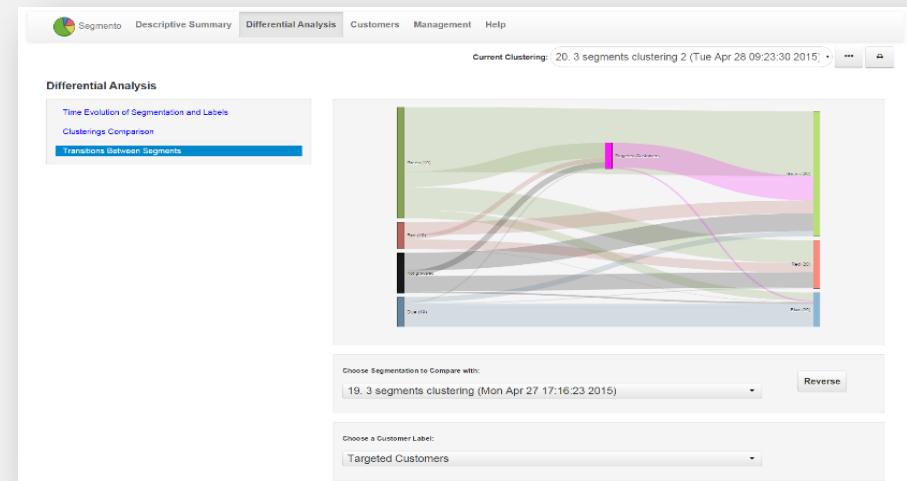 Segmento Descriptive Summary Differential Analysis Customers Management Help
Current Clustering: 20. 3 segments clustering 2 (Tue Apr 28 09:23:30 2015)
Differential Analysis
Time Evolution of Segmentation and Labels
Clusterings Comparison
Transitions Between Segments
Targeted Customers
Choose Segmentation to Compare with:
19. 3 segments clustering (Mon Apr 27 17:16:23 2015)
Reverse
Choose a Customer Label:
Targeted Customers